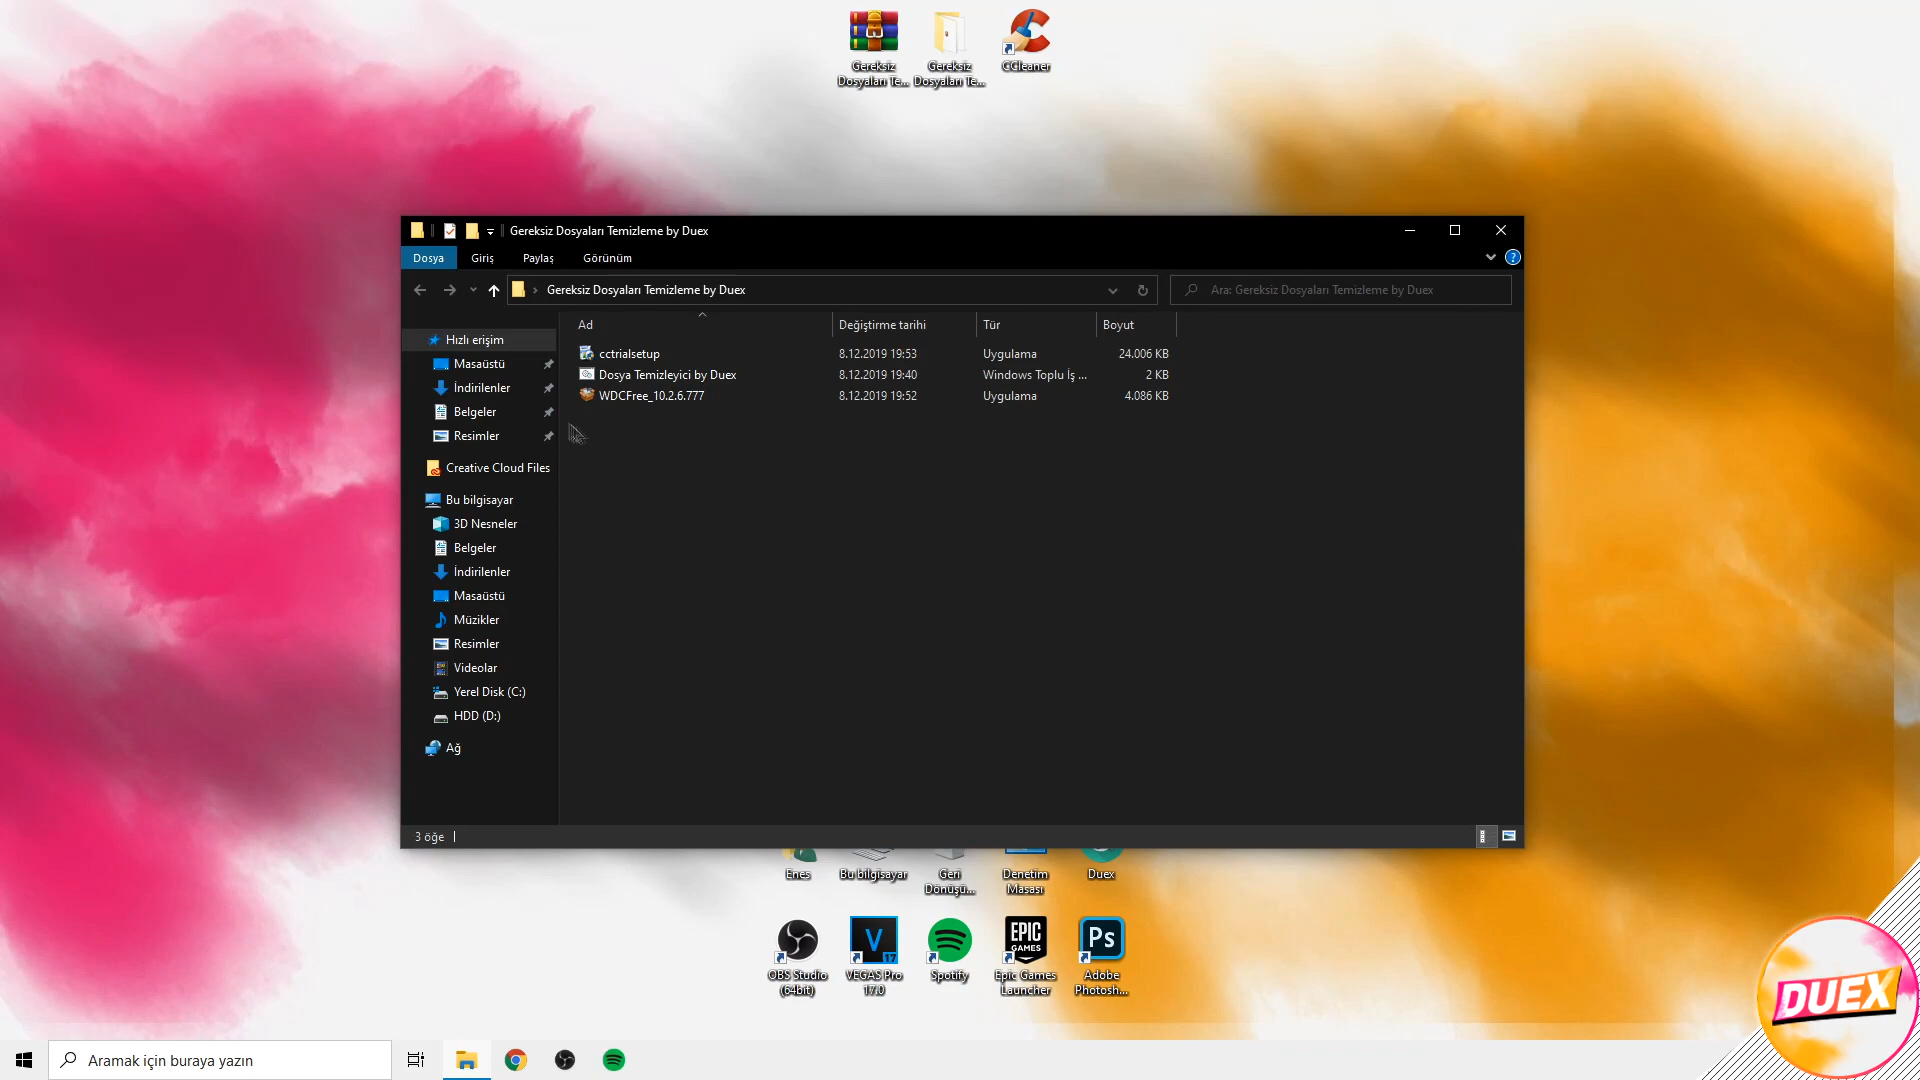 Gereksiz
Dosyaları Te...
Gereksiz
Dosyaları Te...
CCleaner
Gereksiz Dosyaları Temizleme by Duex
Dosya
Giriş
Paylaş
Görünüm
Gereksiz Dosyaları Temizleme by Duex
Ara: Gereksiz Dosyaları Temizleme by Duex
Ad
Değiştirme tarihi
Tür
Boyut
cctrialsetup
8.12.2019 19:53
Uygulama
24.006 KB
Dosya Temizleyici by Duex
8.12.2019 19:40
Windows Toplu İş ...
2 KB
WDCFree_10.2.6.777
8.12.2019 19:52
Uygulama
4.086 KB
Hızlı erişim
Masaüstü
İndirilenler
Belgeler
Resimler
Creative Cloud Files
Bu bilgisayar
3D Nesneler
Belgeler
İndirilenler
Masaüstü
Müzikler
Resimler
Videolar
Yerel Disk (C:)
HDD (D:)
Ağ
3 öğe
Enes
Bu bilgisayar
Geri
Dönüşü...
Denetim
Masası
Duex
OBS Studio
(64bit)
V
17
VEGAS Pro
17.0
Spotify
EPIC
GAMES
Epic Games
Launcher
Ps
Adobe
Photosh...
DUEX
Aramak için buraya yazın